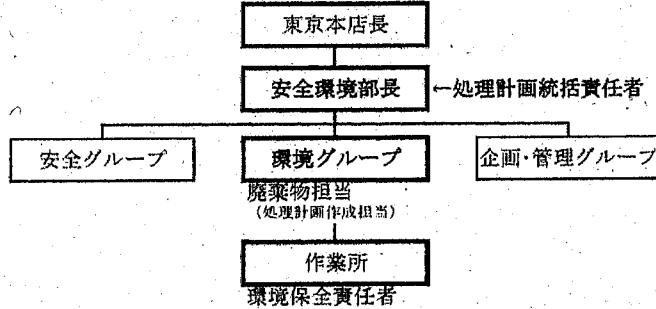 東京本店長
安全環境部長 ←処理計画統括責任者
安全グループ 環境グループ 企画・管理グループ
廃棄物担当
(処理計画作成担当)
作業所
環境保全責任者